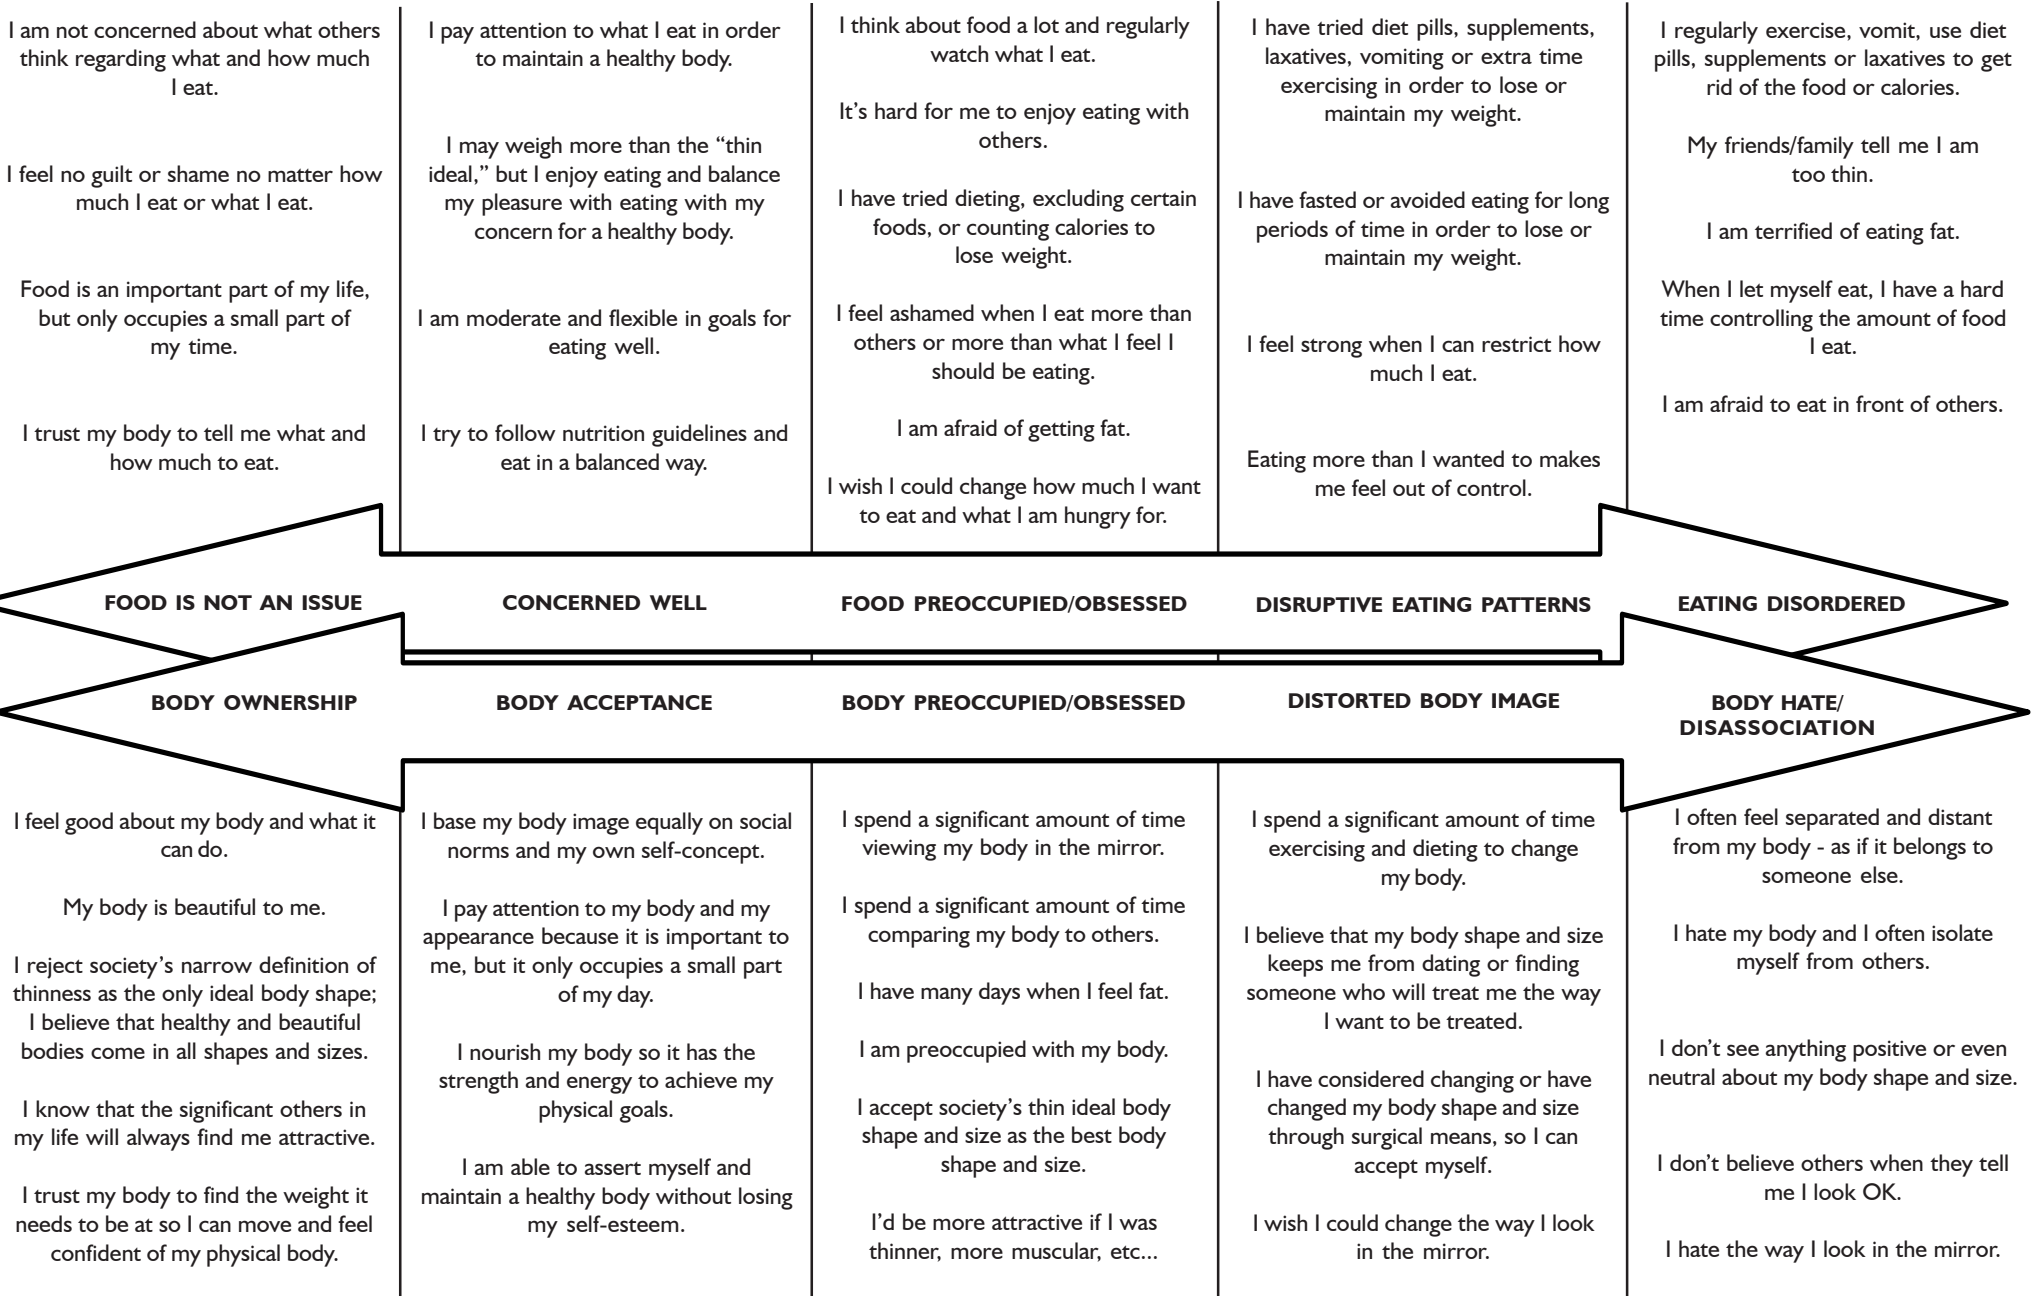 I am not concerned about what others
think regarding what and how much
I eat.
I feel no guilt or shame no matter how
much I eat or what I eat.
Food is an important part of my life,
but only occupies a small part of
my time.
I trust my body to tell me what and
how much to eat.
I pay attention to what I eat in order
to maintain a healthy body.
I may weigh more than the “thin
ideal,” but I enjoy eating and balance
my pleasure with eating with my
concern for a healthy body.
I am moderate and flexible in goals for
eating well.
I try to follow nutrition guidelines and
eat in a balanced way.
I think about food a lot and regularly
watch what I eat.
It’s hard for me to enjoy eating with
others.
I have tried dieting, excluding certain
foods, or counting calories to
lose weight.
I feel ashamed when I eat more than
others or more than what I feel I
should be eating.
I am afraid of getting fat.
I wish I could change how much I want
to eat and what I am hungry for.
I have tried diet pills, supplements,
laxatives, vomiting or extra time
exercising in order to lose or
maintain my weight.
I have fasted or avoided eating for long
periods of time in order to lose or
maintain my weight.
I feel strong when I can restrict how
much I eat.
Eating more than I wanted to makes
me feel out of control.
I regularly exercise, vomit, use diet
pills, supplements or laxatives to get
rid of the food or calories.
My friends/family tell me I am
too thin.
I am terrified of eating fat.
When I let myself eat, I have a hard
time controlling the amount of food
I eat.
I am afraid to eat in front of others.
FOOD IS NOT AN ISSUE
CONCERNED WELL
FOOD PREOCCUPIED/OBSESSED
DISRUPTIVE EATING PATTERNS
EATING DISORDERED
BODY OWNERSHIP
BODY ACCEPTANCE
BODY PREOCCUPIED/OBSESSED
DISTORTED BODY IMAGE
BODY HATE/
DISASSOCIATION
I feel good about my body and what it
can do.
My body is beautiful to me.
I reject society’s narrow definition of
thinness as the only ideal body shape;
I believe that healthy and beautiful
bodies come in all shapes and sizes.
I know that the significant others in
my life will always find me attractive.
I trust my body to find the weight it
needs to be at so I can move and feel
confident of my physical body.
I base my body image equally on social
norms and my own self-concept.
I pay attention to my body and my
appearance because it is important to
me, but it only occupies a small part
of my day.
I nourish my body so it has the
strength and energy to achieve my
physical goals.
I am able to assert myself and
maintain a healthy body without losing
my self-esteem.
I spend a significant amount of time
viewing my body in the mirror.
I spend a significant amount of time
comparing my body to others.
I have many days when I feel fat.
I am preoccupied with my body.
I accept society’s thin ideal body
shape and size as the best body
shape and size.
I’d be more attractive if I was
thinner, more muscular, etc...
I spend a significant amount of time
exercising and dieting to change
my body.
I believe that my body shape and size
keeps me from dating or finding
someone who will treat me the way
I want to be treated.
I have considered changing or have
changed my body shape and size
through surgical means, so I can
accept myself.
I wish I could change the way I look
in the mirror.
I often feel separated and distant
from my body - as if it belongs to
someone else.
I hate my body and I often isolate
myself from others.
I don’t see anything positive or even
neutral about my body shape and size.
I don’t believe others when they tell
me I look OK.
I hate the way I look in the mirror.